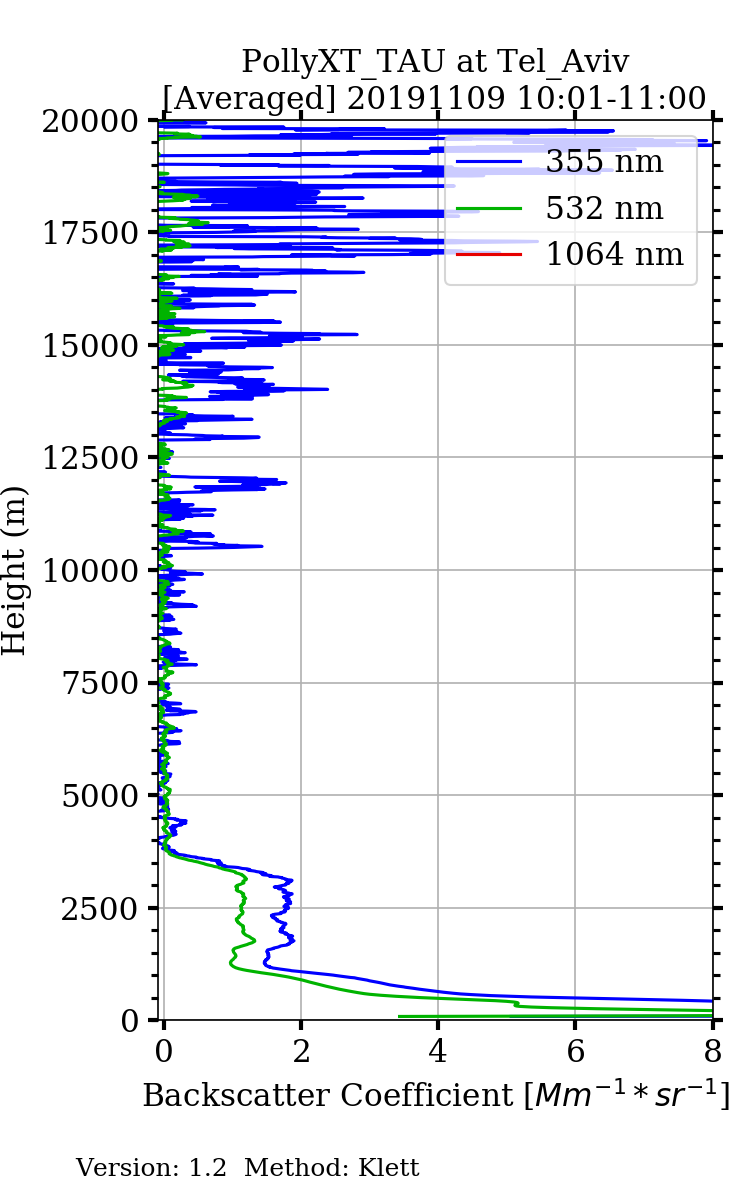 PollyXT_TAU at Tel_Aviv
[Averaged] 20191109 10:01-11:00
20000
17500
15000
12500
10000
7500
5000
2500
0
Height (m)
355 nm
532 nm
1064 nm
0 2 4 6 8
Backscatter Coefficient [Mm⁻¹ * sr⁻¹]
Version: 1.2  Method: Klett